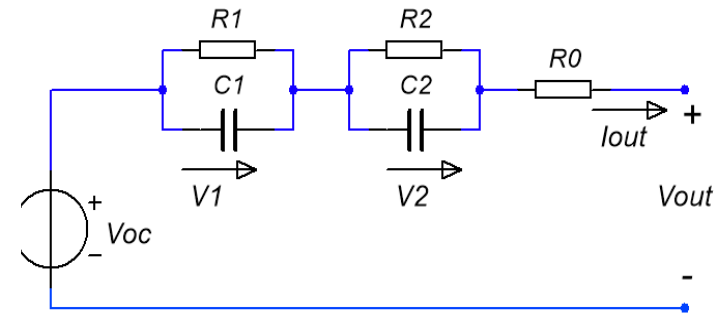 R1
R2
C1
C2
R0
+
Iout
V1
V2
Vout
+
Voc
−
-